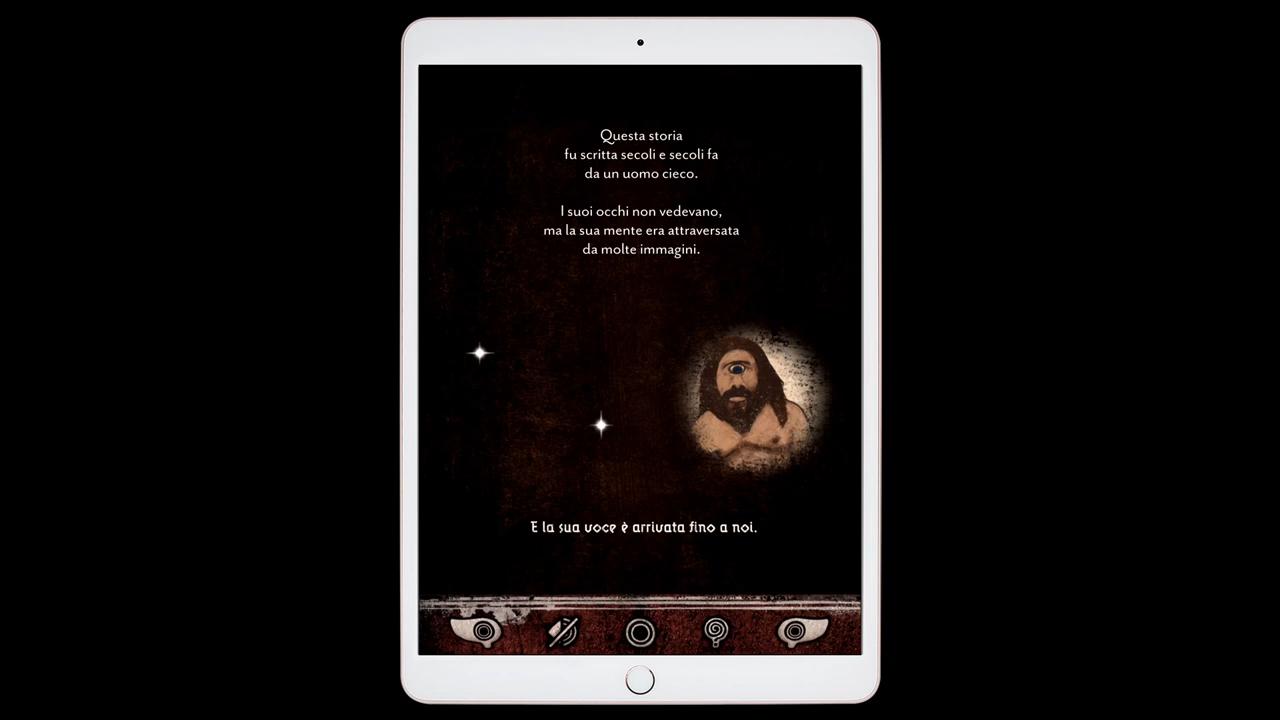 Questa storia
fu scritta secoli e secoli fa
da un uomo cieco.
I suoi occhi non vedevano,
ma la sua mente era attraversata
da molte immagini.
E la sua voce è arrivata fino a noi.